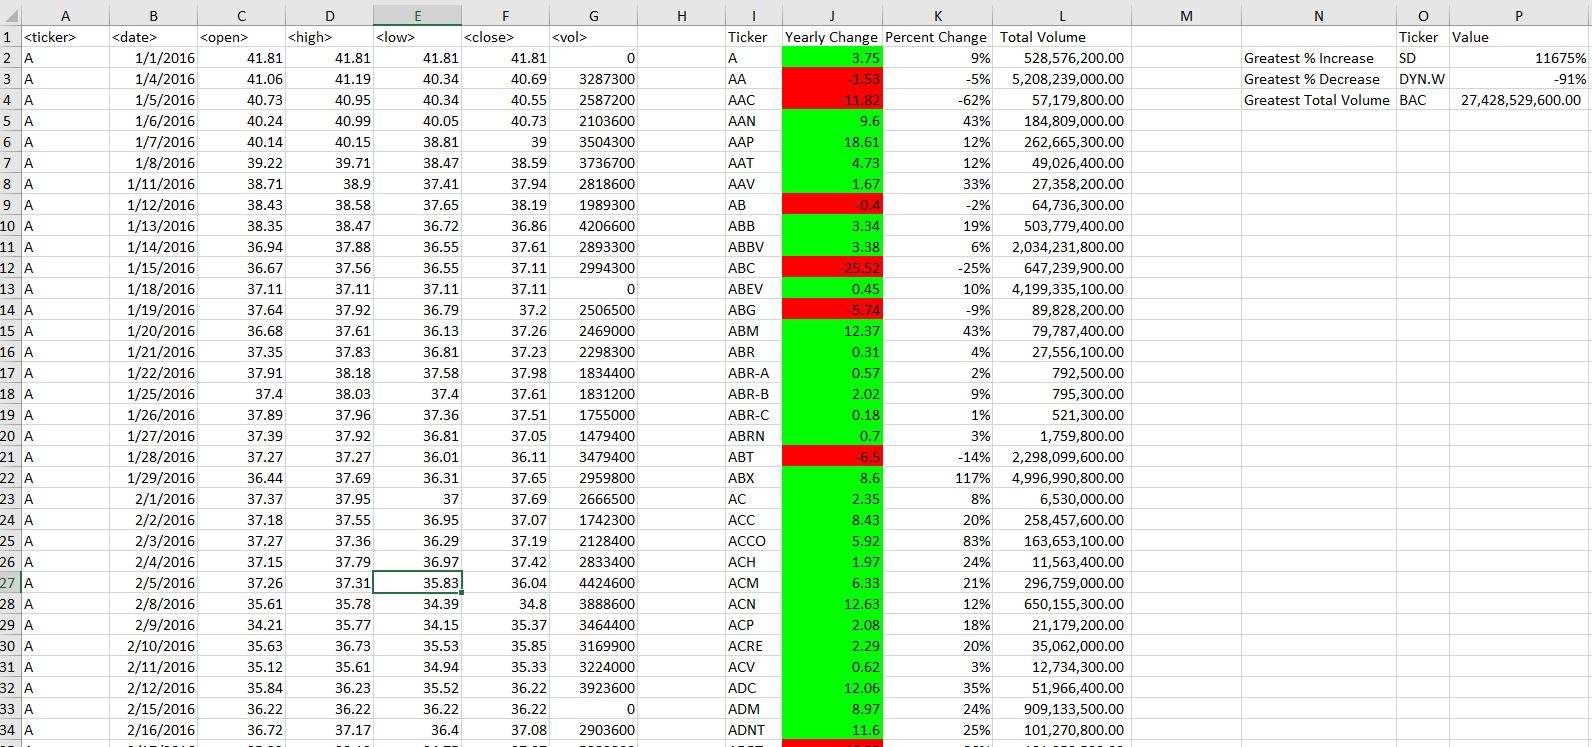 A B C D E F G H I J K L M N O P
1 <ticker> <date> <open> <high> <low> <close> <vol> Ticker Yearly Change Percent Change Total Volume Ticker Value
2 A 1/1/2016 41.81 41.81 41.81 41.81 0 A 3.75 9% 528,576,200.00 Greatest % Increase SD 11675%
3 A 1/4/2016 41.06 41.19 40.34 40.69 3287300 AA -1.53 -5% 5,208,239,000.00 Greatest % Decrease DYN.W -91%
4 A 1/5/2016 40.73 40.95 40.34 40.55 2587200 AAC -11.82 -62% 57,179,800.00 Greatest Total Volume BAC 27,428,529,600.00
5 A 1/6/2016 40.24 40.99 40.05 40.73 2103600 AAN 9.6 43% 184,809,000.00
6 A 1/7/2016 40.14 40.15 38.81 39 3504300 AAP 18.61 12% 262,665,300.00
7 A 1/8/2016 39.22 39.71 38.47 38.59 3736700 AAT 4.73 12% 49,026,400.00
8 A 1/11/2016 38.71 38.9 37.41 37.94 2818600 AAV 1.67 33% 27,358,200.00
9 A 1/12/2016 38.43 38.58 37.65 38.19 1989300 AB -0.4 -2% 64,736,300.00
10 A 1/13/2016 38.35 38.47 36.72 36.86 4206600 ABB 3.34 19% 503,779,400.00
11 A 1/14/2016 36.94 37.88 36.55 37.61 2893300 ABBV 3.38 6% 2,034,231,800.00
12 A 1/15/2016 36.67 37.56 36.55 37.11 2994300 ABC -25.52 -25% 647,239,900.00
13 A 1/18/2016 37.11 37.11 37.11 37.11 0 ABEV 0.45 10% 4,199,335,100.00
14 A 1/19/2016 37.64 37.92 36.79 37.2 2506500 ABG -5.74 -9% 89,828,200.00
15 A 1/20/2016 36.68 37.61 36.13 37.26 2469000 ABM 12.37 43% 79,787,400.00
16 A 1/21/2016 37.35 37.83 36.81 37.23 2298300 ABR 0.31 4% 27,556,100.00
17 A 1/22/2016 37.91 38.18 37.58 37.98 1834400 ABR-A 0.57 2% 792,500.00
18 A 1/25/2016 37.4 38.03 37.4 37.61 1831200 ABR-B 2.02 9% 795,300.00
19 A 1/26/2016 37.89 37.96 37.36 37.51 1755000 ABR-C 0.18 1% 521,300.00
20 A 1/27/2016 37.39 37.92 36.81 37.05 1479400 ABRN 0.7 3% 1,759,800.00
21 A 1/28/2016 37.27 37.27 36.01 36.11 3479400 ABT -6.5 -14% 2,298,099,600.00
22 A 1/29/2016 36.44 37.69 36.31 37.65 2959800 ABX 8.6 117% 4,996,990,800.00
23 A 2/1/2016 37.37 37.95 37 37.69 2666500 AC 2.35 8% 6,530,000.00
24 A 2/2/2016 37.18 37.55 36.95 37.07 1742300 ACC 8.43 20% 258,457,600.00
25 A 2/3/2016 37.27 37.36 36.29 37.19 2128400 ACCO 5.92 83% 163,653,100.00
26 A 2/4/2016 37.15 37.79 36.97 37.42 2833400 ACH 1.97 24% 11,563,400.00
27 A 2/5/2016 37.26 37.31 35.83 36.04 4424600 ACM 6.33 21% 296,759,000.00
28 A 2/8/2016 35.61 35.78 34.39 34.8 3888600 ACN 12.63 12% 650,155,300.00
29 A 2/9/2016 34.21 35.77 34.15 35.37 3464400 ACP 2.08 18% 21,179,200.00
30 A 2/10/2016 35.63 36.73 35.53 35.85 3169900 ACRE 2.29 20% 35,062,000.00
31 A 2/11/2016 35.12 35.61 34.94 35.33 3224000 ACV 0.62 3% 12,734,300.00
32 A 2/12/2016 35.84 36.23 35.52 36.22 3923600 ADC 12.06 35% 51,966,400.00
33 A 2/15/2016 36.22 36.22 36.22 36.22 0 ADM 8.97 24% 909,133,500.00
34 A 2/16/2016 36.72 37.17 36.4 37.08 2903600 ADNT 11.6 25% 101,270,800.00